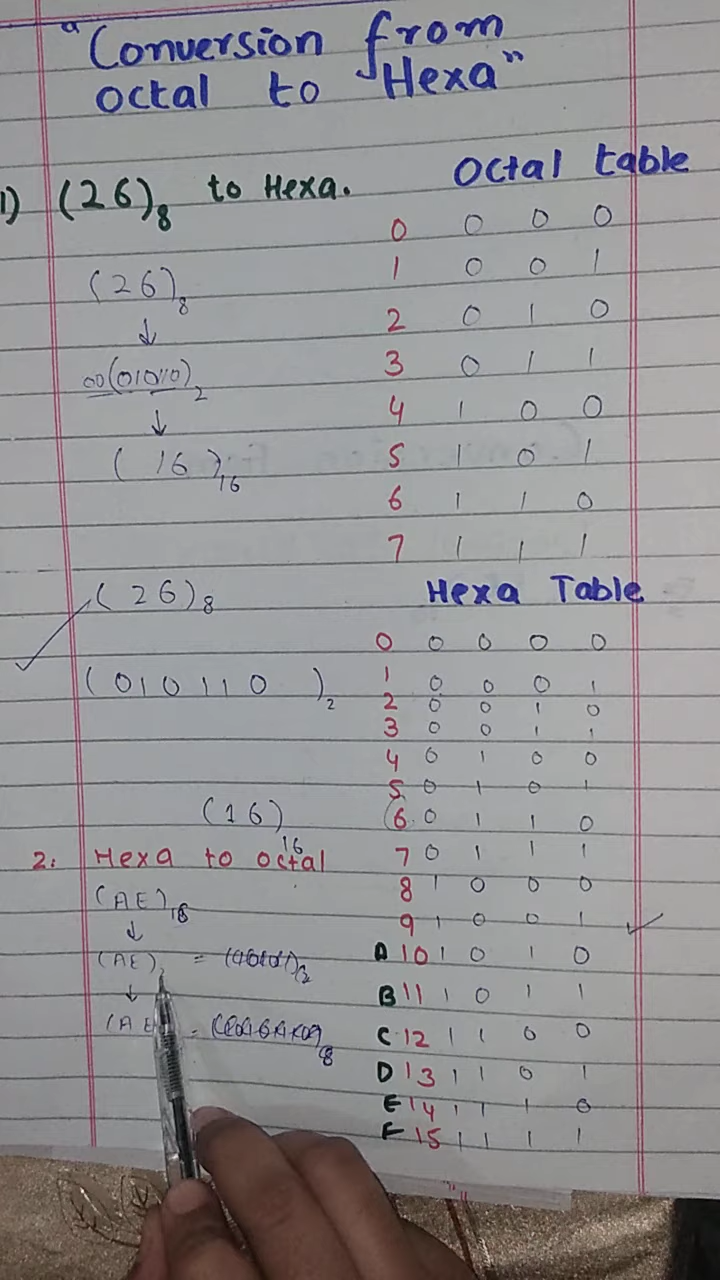 "Conversion from
octal to Hexa"
1) (26)8 to Hexa.
(26)8
↓
00(010110)2
↓
(16)16
Octal table
0 0 0 0
1 0 0 1
2 0 1 0
3 0 1 1
4 1 0 0
5 1 0 1
6 1 1 0
7 1 1 1
(26)8
(010110)2
(16)16
Hexa Table
0 0 0 0 0
1 0 0 0 1
2 0 0 1 0
3 0 0 1 1
4 0 1 0 0
5 0 1 0 1
6 0 1 1 0
7 0 1 1 1
8 1 0 0 0
9 1 0 0 1
A 10 1 0 1 0
B 11 1 0 1 1
C 12 1 1 0 0
D 13 1 1 0 1
E 14 1 1 1 0
F 15 1 1 1 1
2. Hexa to octal
(AE)16
↓
(AE) =
↓
(AE